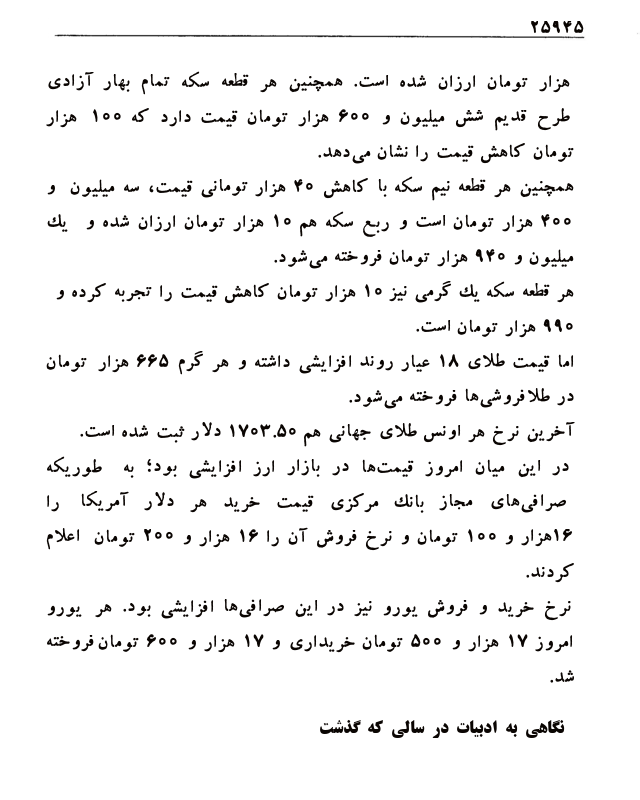 ۲۵۹۴۵
هزار تومان ارزان شده است. همچنین هر قطعه سکه تمام بهار آزادی
طرح قدیم شش میلیون و ۶۰۰ هزار تومان قیمت دارد که ۱۰۰ هزار
تومان کاهش قیمت را نشان می‌دهد.
همچنین هر قطعه نیم سکه با کاهش ۴۰ هزار تومانی قیمت، سه میلیون و
۴۰۰ هزار تومان است و ربع سکه هم ۱۰ هزار تومان ارزان شده و یك
میلیون و ۹۴۰ هزار تومان فروخته می‌شود.
هر قطعه سکه یك گرمی نیز ۱۰ هزار تومان کاهش قیمت را تجربه کرده و
۹۹۰ هزار تومان است.
اما قیمت طلای ۱۸ عیار روند افزایشی داشته و هر گرم ۶۶۵ هزار تومان
در طلافروشی‌ها فروخته می‌شود.
آخرین نرخ هر اونس طلای جهانی هم ۱۷۰۳.۵۰ دلار ثبت شده است.
در این میان امروز قیمت‌ها در بازار ارز افزایشی بود؛ به طوریکه
صرافی‌های مجاز بانك مرکزی قیمت خرید هر دلار آمریکا را
۱۶هزار و ۱۰۰ تومان و نرخ فروش آن را ۱۶ هزار و ۲۰۰ تومان اعلام
کردند.
نرخ خرید و فروش یورو نیز در این صرافی‌ها افزایشی بود. هر یورو
امروز ۱۷ هزار و ۵۰۰ تومان خریداری و ۱۷ هزار و ۶۰۰ تومان فروخته
شد.
نگاهی به ادبیات در سالی که گذشت